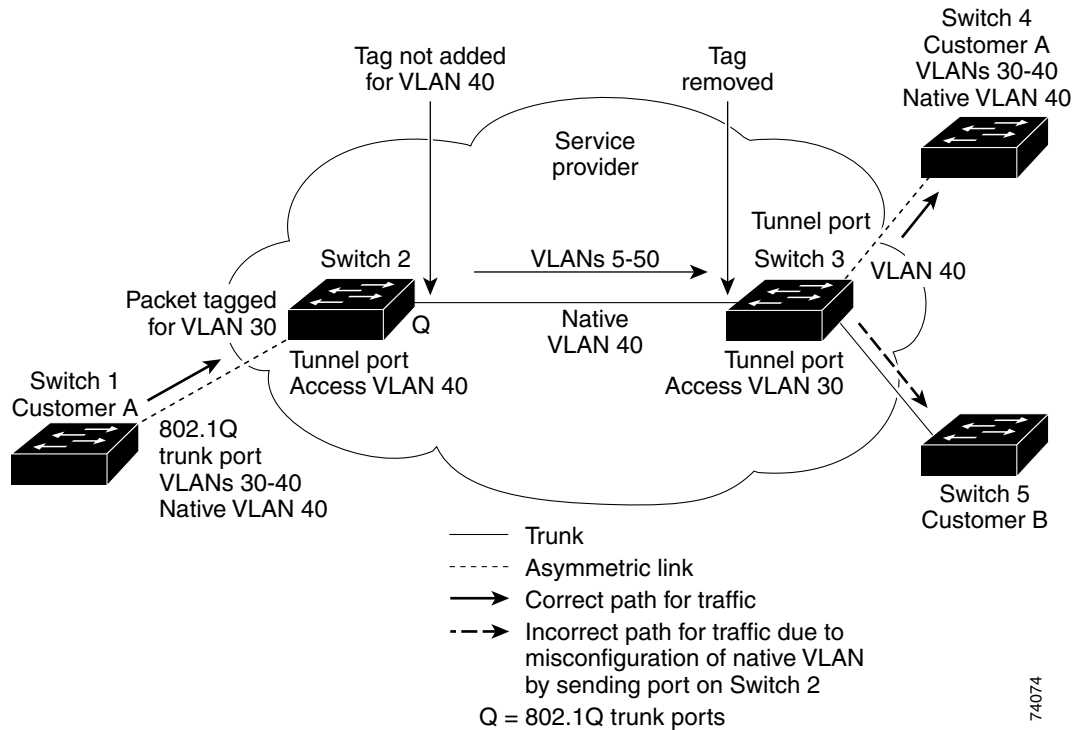 Tag not added
for VLAN 40
Tag
removed
Switch 4
Customer A
VLANs 30-40
Native VLAN 40
Service
provider
Tunnel port
Switch 2
VLANs 5-50
Switch 3
VLAN 40
Packet tagged
for VLAN 30
Q
Native
VLAN 40
Tunnel port
Access VLAN 40
Tunnel port
Access VLAN 30
Switch 1
Customer A
802.1Q
trunk port
VLANs 30-40
Native VLAN 40
Switch 5
Customer B
Trunk
Asymmetric link
Correct path for traffic
Incorrect path for traffic due to
misconfiguration of native VLAN
by sending port on Switch 2
Q = 802.1Q trunk ports
74074